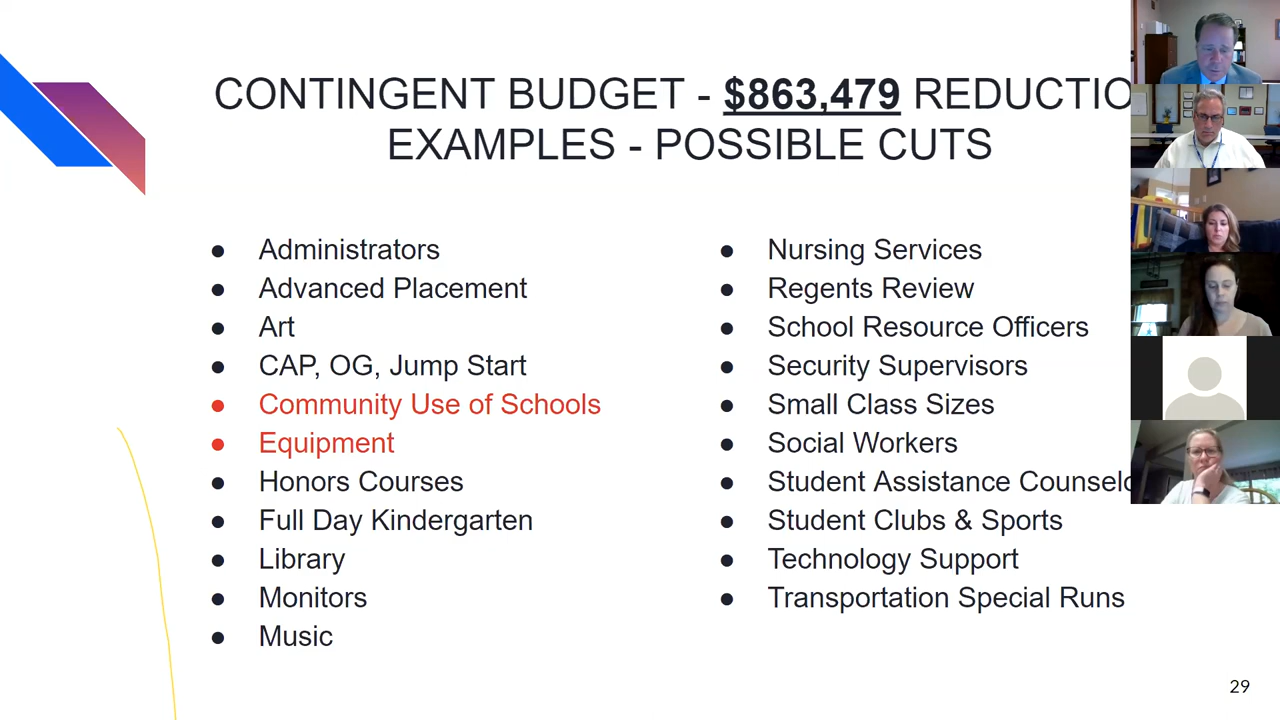 CONTINGENT BUDGET - $863,479 REDUCTIO
EXAMPLES - POSSIBLE CUTS
Administrators
Advanced Placement
Art
CAP, OG, Jump Start
Community Use of Schools
Equipment
Honors Courses
Full Day Kindergarten
Library
Monitors
Music
Nursing Services
Regents Review
School Resource Officers
Security Supervisors
Small Class Sizes
Social Workers
Student Assistance Counselo
Student Clubs & Sports
Technology Support
Transportation Special Runs
29